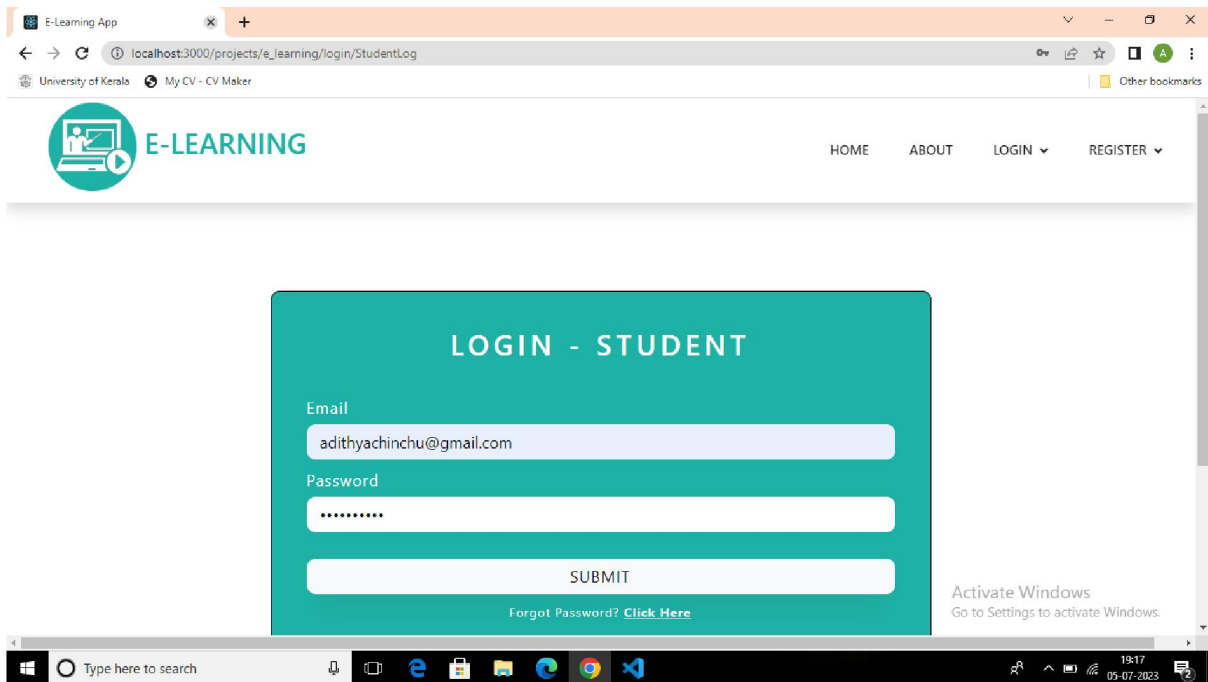 E-Learning App
localhost:3000/projects/e_learning/login/StudentLog
A
University of Kerala My CV - CV Maker Other bookmarks
E-LEARNING
HOME ABOUT LOGIN REGISTER
LOGIN - STUDENT
Email
adithyachinchu@gmail.com
Password
••••••••••
SUBMIT
Forgot Password? Click Here
Activate Windows
Go to Settings to activate Windows.
Type here to search
19:17
05-07-2023
2